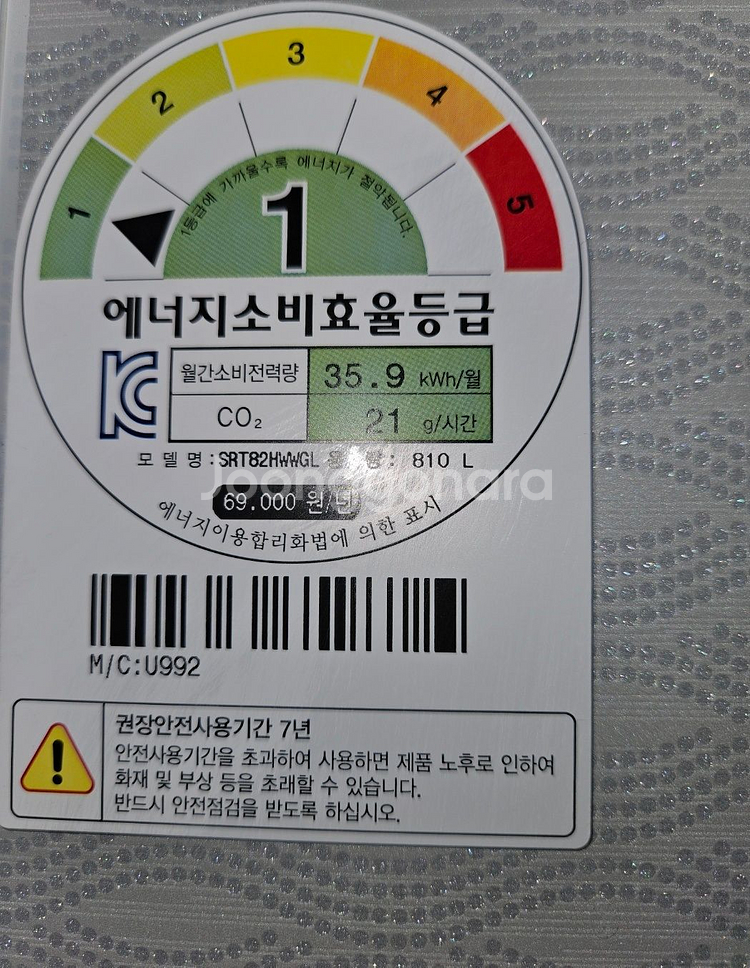 1
2
3
4
5
1등급에 가까울수록 에너지가 절약됩니다.
1
에너지소비효율등급
월간소비전력량 35.9 kWh/월
CO₂ 21 g/시간
모델명:SRT82HWWGL 용 량: 810 L
Joonggonara
69.000 원/년
에너지이용합리화법에 의한 표시
M/C:U992
권장안전사용기간 7년
안전사용기간을 초과하여 사용하면 제품 노후로 인하여
화재 및 부상 등을 초래할 수 있습니다.
반드시 안전점검을 받도록 하십시오.